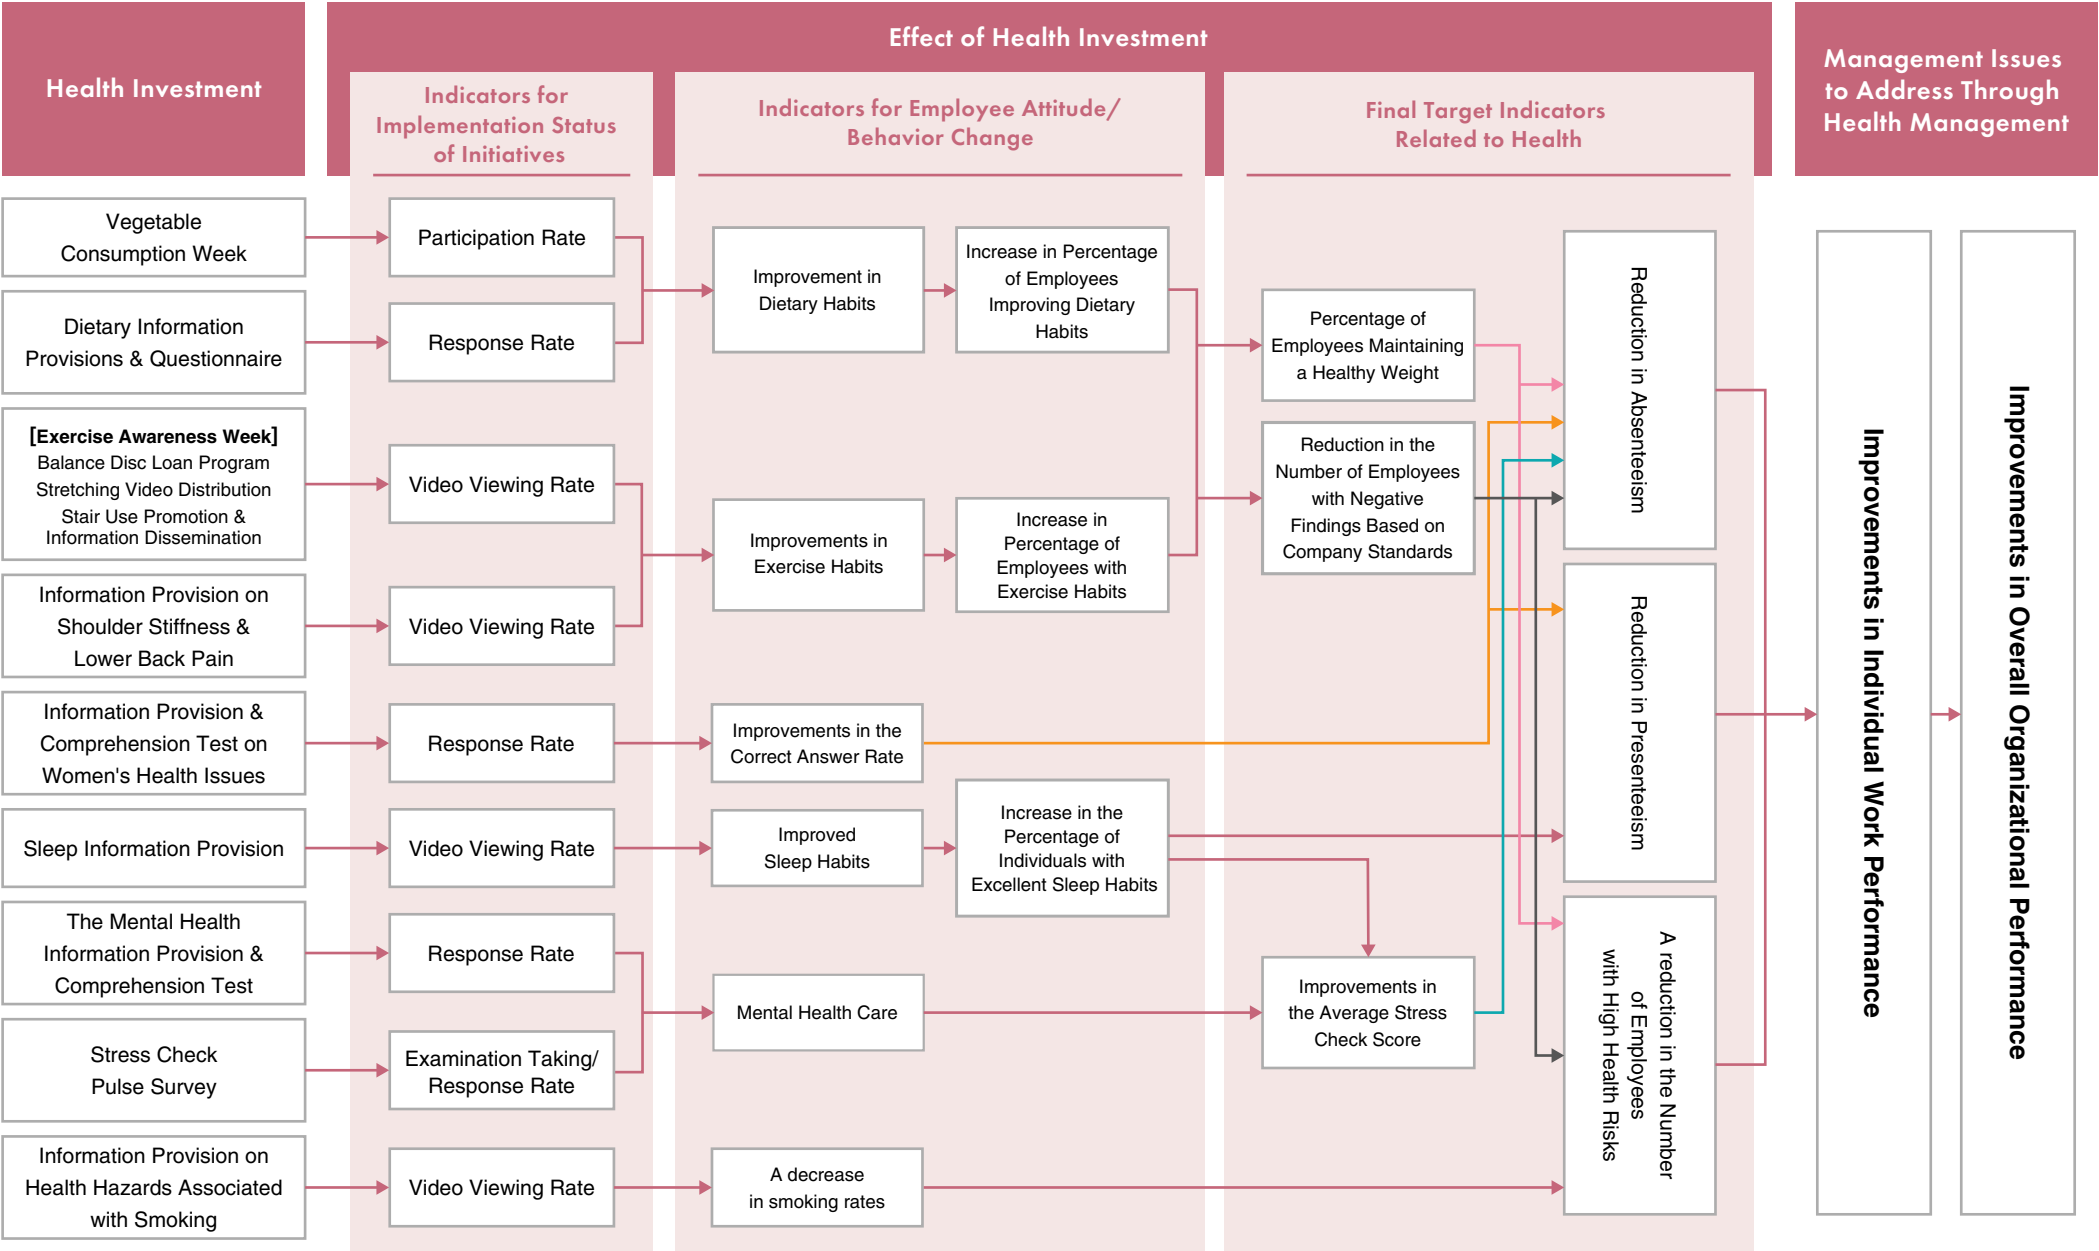 Health Investment
Effect of Health Investment
Management Issues
to Address Through
Health Management
Indicators for
Implementation Status
of Initiatives
Indicators for Employee Attitude/
Behavior Change
Final Target Indicators
Related to Health
Vegetable
Consumption Week
Dietary Information
Provisions & Questionnaire
[Exercise Awareness Week]
Balance Disc Loan Program
Stretching Video Distribution
Stair Use Promotion &
Information Dissemination
Information Provision on
Shoulder Stiffness &
Lower Back Pain
Information Provision &
Comprehension Test on
Women's Health Issues
Sleep Information Provision
The Mental Health
Information Provision &
Comprehension Test
Stress Check
Pulse Survey
Information Provision on
Health Hazards Associated
with Smoking
Participation Rate
Response Rate
Video Viewing Rate
Video Viewing Rate
Response Rate
Video Viewing Rate
Response Rate
Examination Taking/
Response Rate
Video Viewing Rate
Improvement in
Dietary Habits
Improvements in
Exercise Habits
Improvements in the
Correct Answer Rate
Improved
Sleep Habits
Mental Health Care
A decrease
in smoking rates
Increase in Percentage
of Employees
Improving Dietary
Habits
Increase in
Percentage of
Employees with
Exercise Habits
Increase in the
Percentage of
Individuals with
Excellent Sleep Habits
Percentage of
Employees Maintaining
a Healthy Weight
Reduction in the
Number of Employees
with Negative
Findings Based on
Company Standards
Improvements in
the Average Stress
Check Score
Reduction in Absenteeism
Reduction in Presenteeism
A reduction in the Number
of Employees
with High Health Risks
Improvements in Individual Work Performance
Improvements in Overall Organizational Performance